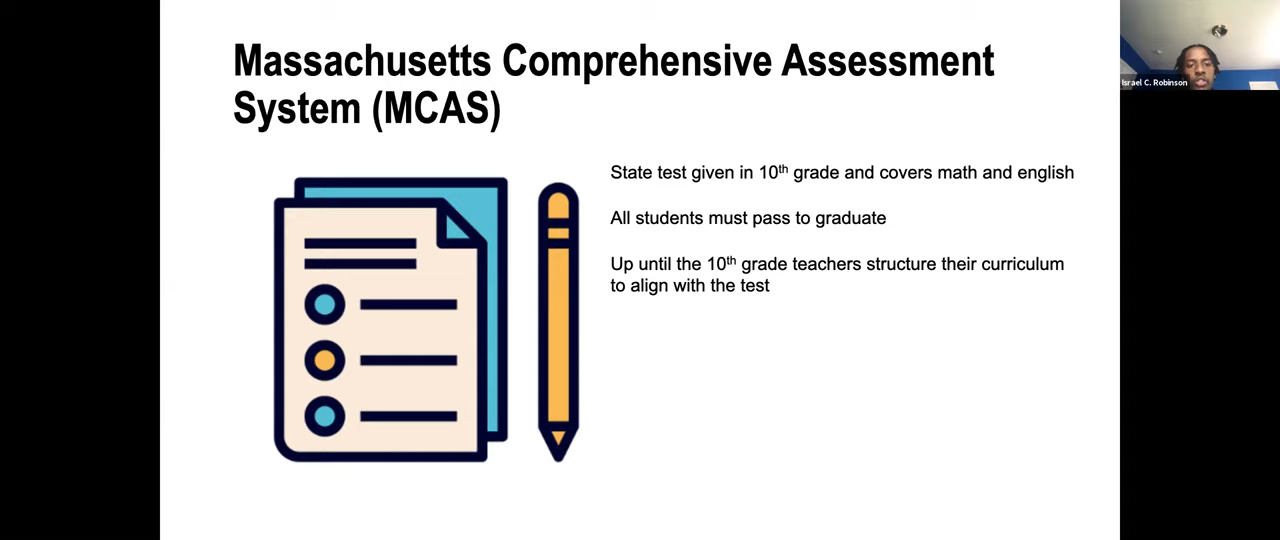 Massachusetts Comprehensive Assessment
System (MCAS)
State test given in 10th grade and covers math and english
All students must pass to graduate
Up until the 10th grade teachers structure their curriculum
to align with the test
Israel C. Robinson